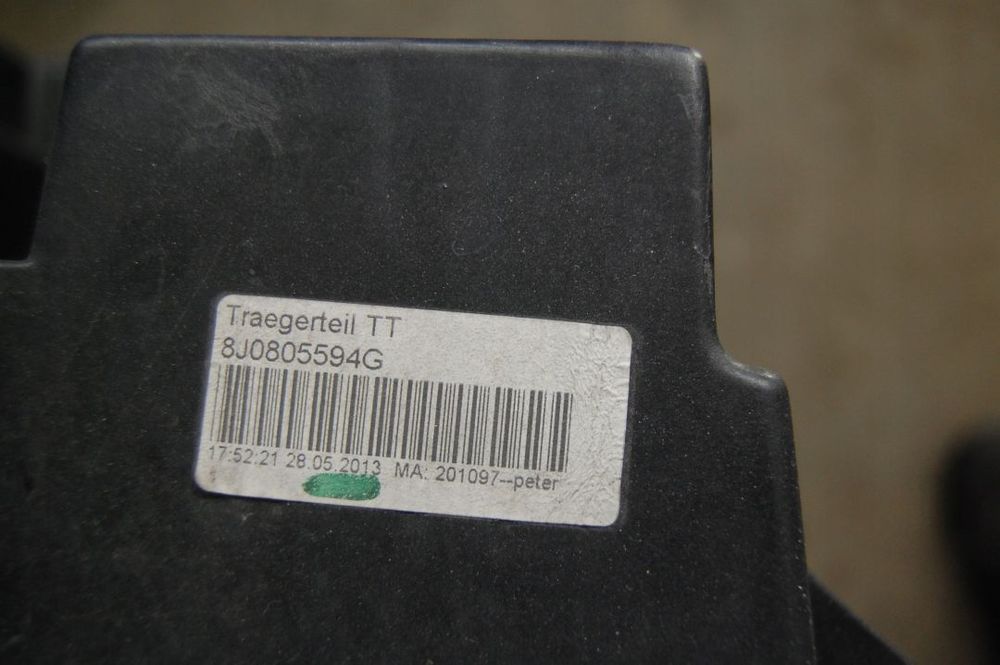 Traegerteil TT
8J0805594G
17:52:21 28.05.2013 MA: 201097--peter